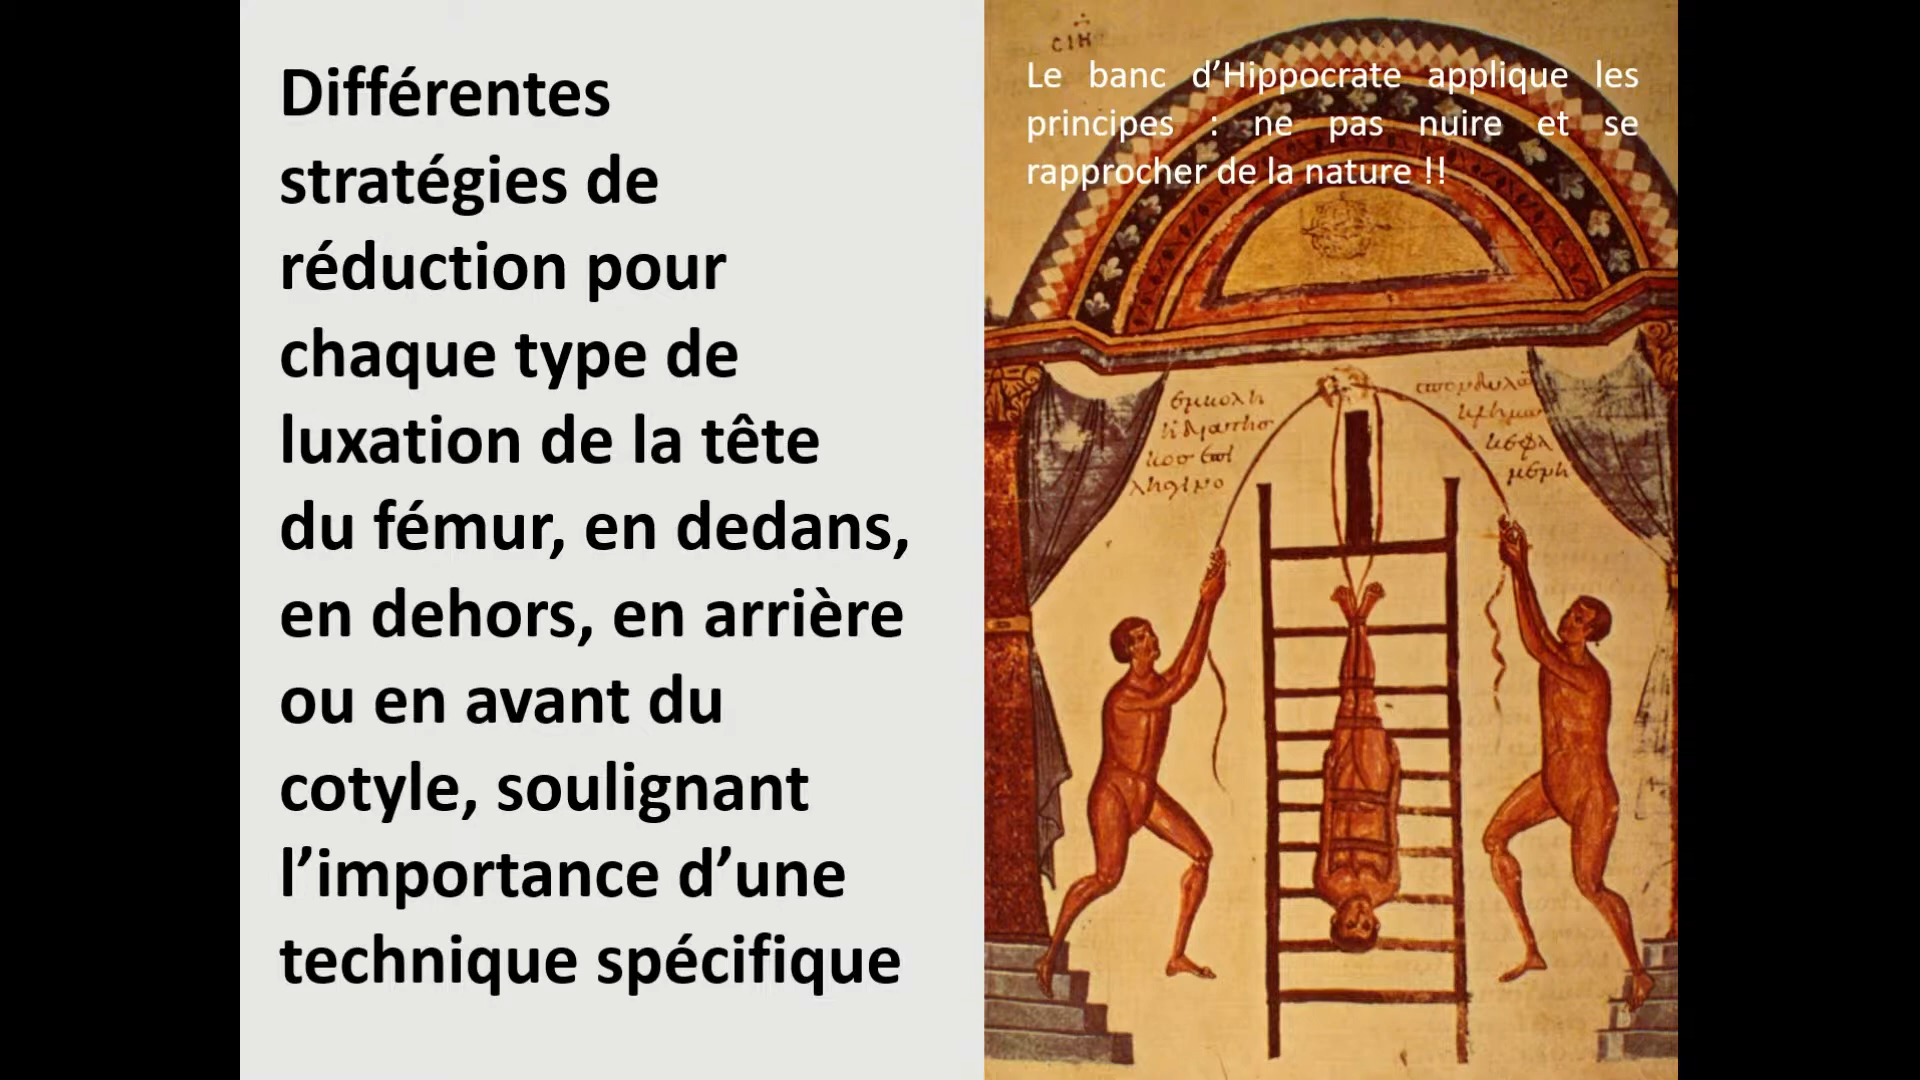 Différentes
stratégies de
réduction pour
chaque type de
luxation de la tête
du fémur, en dedans,
en dehors, en arrière
ou en avant du
cotyle, soulignant
l’importance d’une
technique spécifique
Le banc d’Hippocrate applique les
principes : ne pas nuire et se
rapprocher de la nature !!